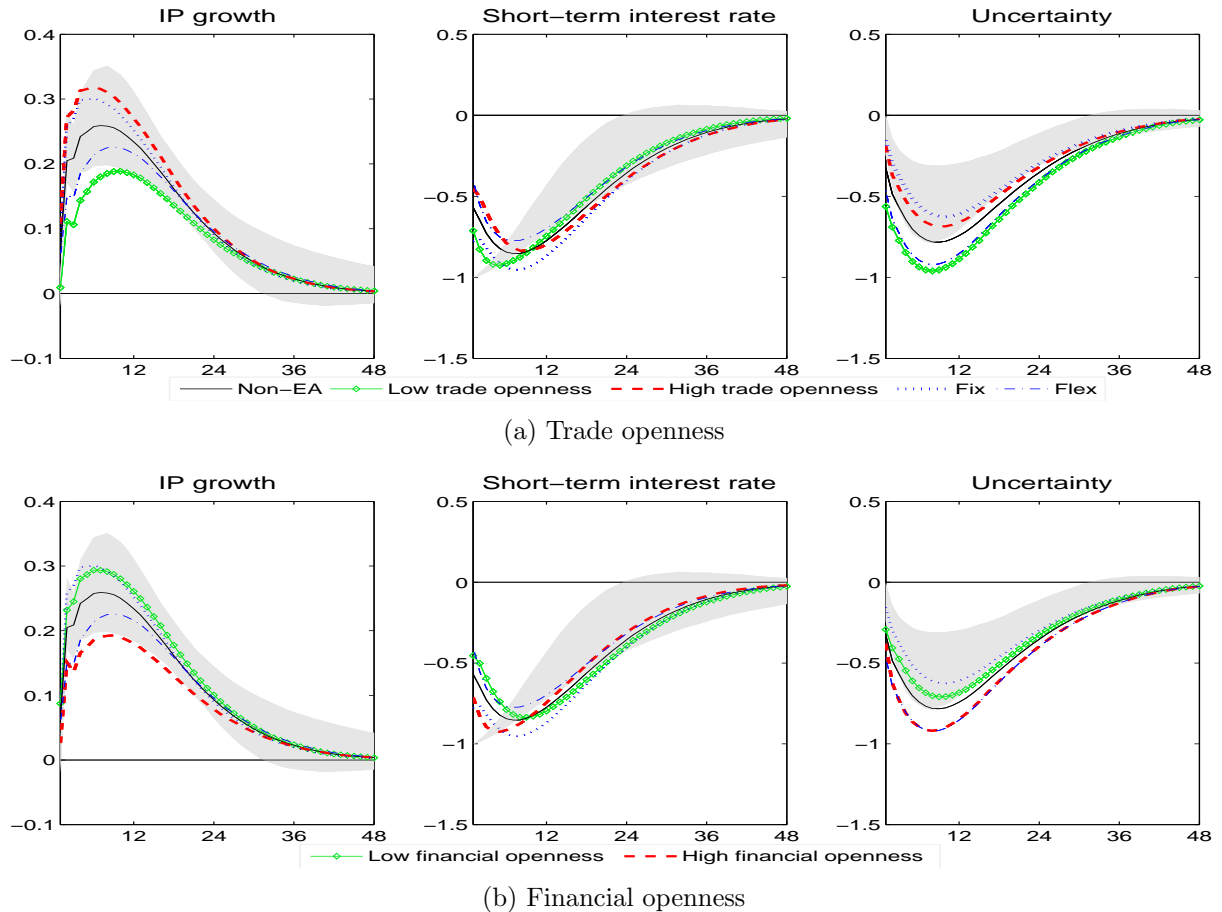 IP growth Short−term interest rate Uncertainty
0.4 0.5 0.5
0.3 0 0
0.2 −0.5 −0.5
0.1 −1 −1
0 −1.5 −1.5
−0.1
12 24 36 48 12 24 36 48 12 24 36 48
Non−EA Low trade openness High trade openness Fix Flex
(a) Trade openness
IP growth Short−term interest rate Uncertainty
0.4 0.5 0.5
0.3 0 0
0.2 −0.5 −0.5
0.1 −1 −1
0 −1.5 −1.5
−0.1
12 24 36 48 12 24 36 48 12 24 36 48
Low financial openness High financial openness
(b) Financial openness